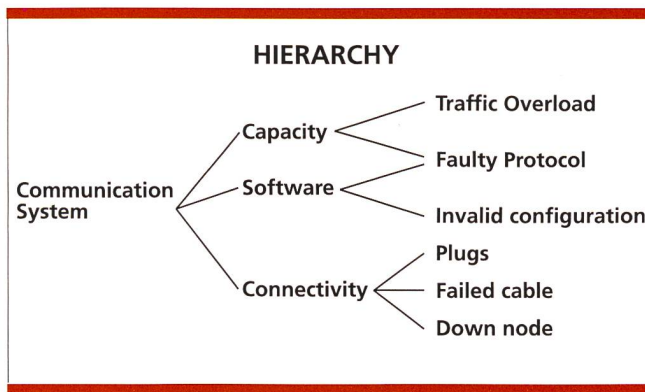 HIERARCHY
Traffic Overload
Capacity
Faulty Protocol
Communication
System
Software
Invalid configuration
Plugs
Connectivity
Failed cable
Down node